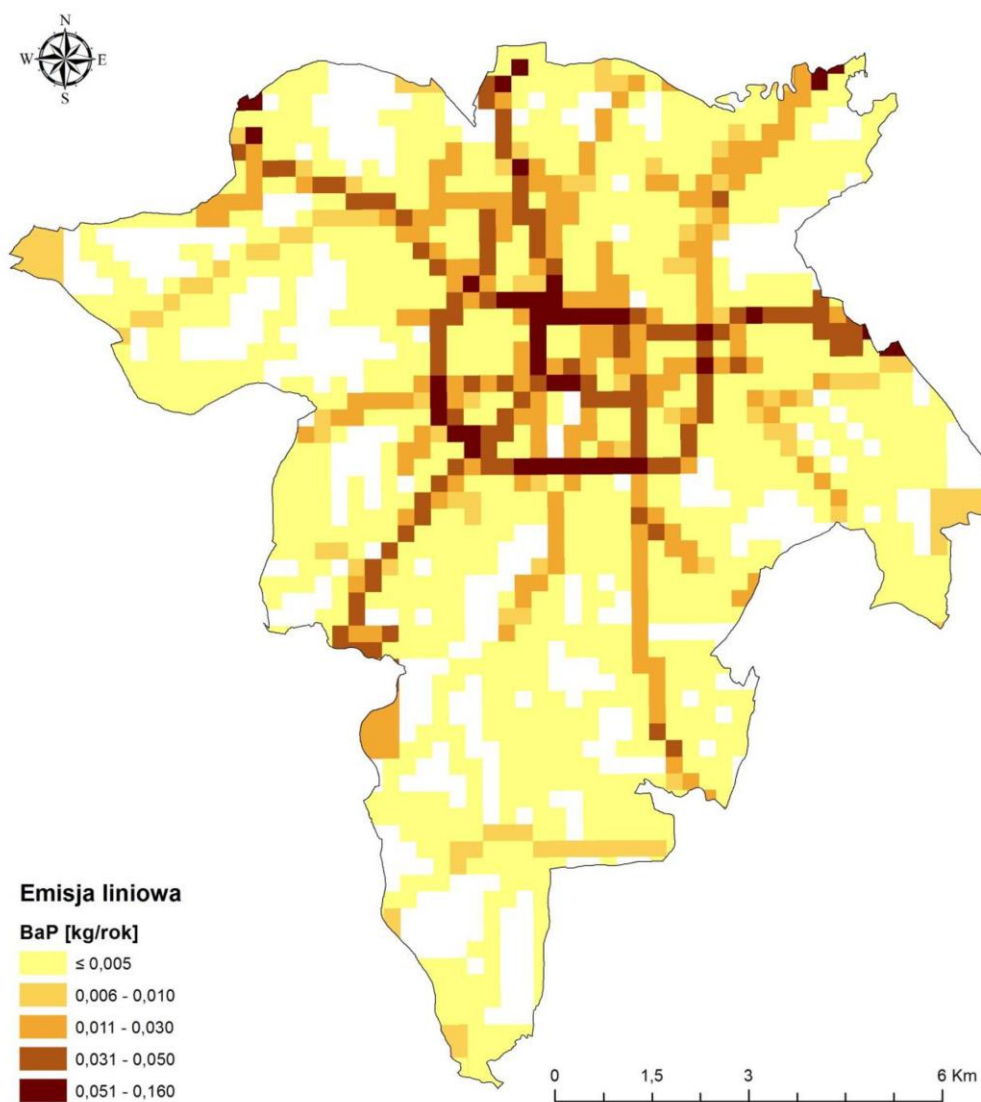 N
W E
S
Emisja liniowa
BaP [kg/rok]
≤ 0,005
0,006 - 0,010
0,011 - 0,030
0,031 - 0,050
0,051 - 0,160
0 1,5 3 6 Km